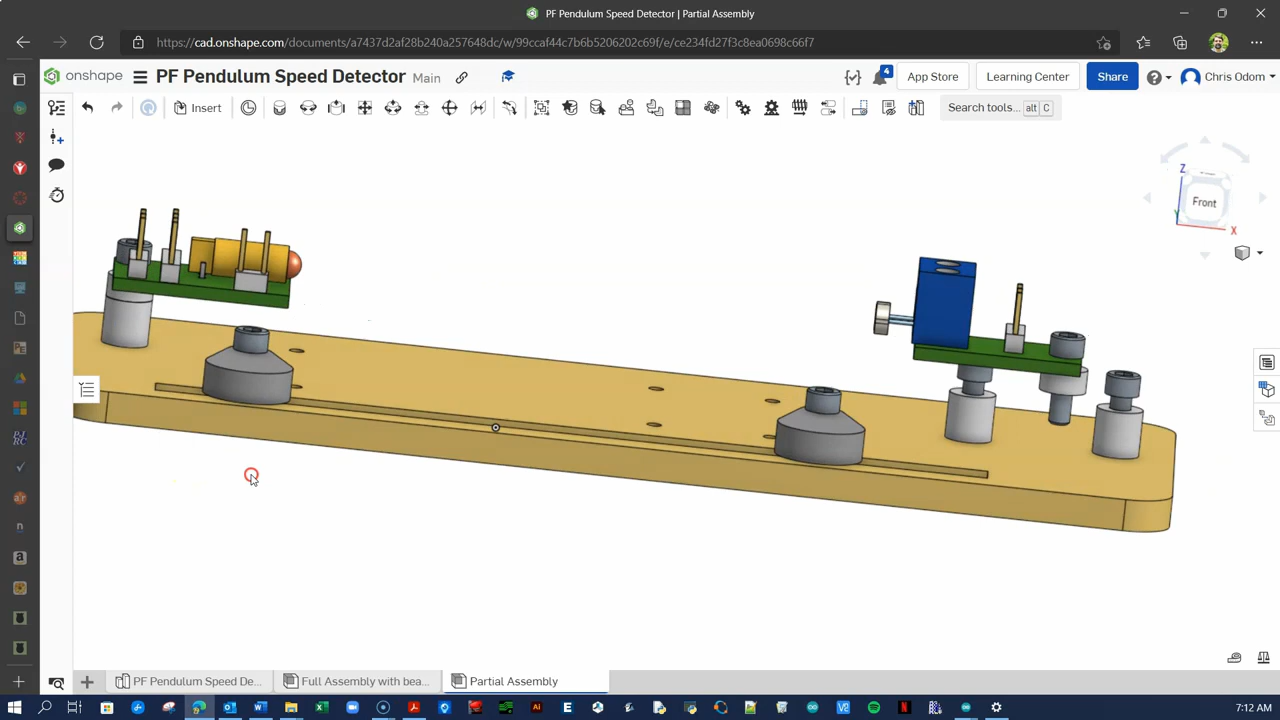 PF Pendulum Speed Detector | Partial Assembly
https://cad.onshape.com/documents/a7437d2af28b240a257648dc/w/99ccaf44c7b6b5206202c69f/e/ce234fd27f3c8ea0698c66f7
onshape PF Pendulum Speed Detector Main 4 App Store Learning Center Share Chris Odom
Insert Search tools... alt C
Z
Front
X
PF Pendulum Speed De... Full Assembly with bea... Partial Assembly
7:12 AM